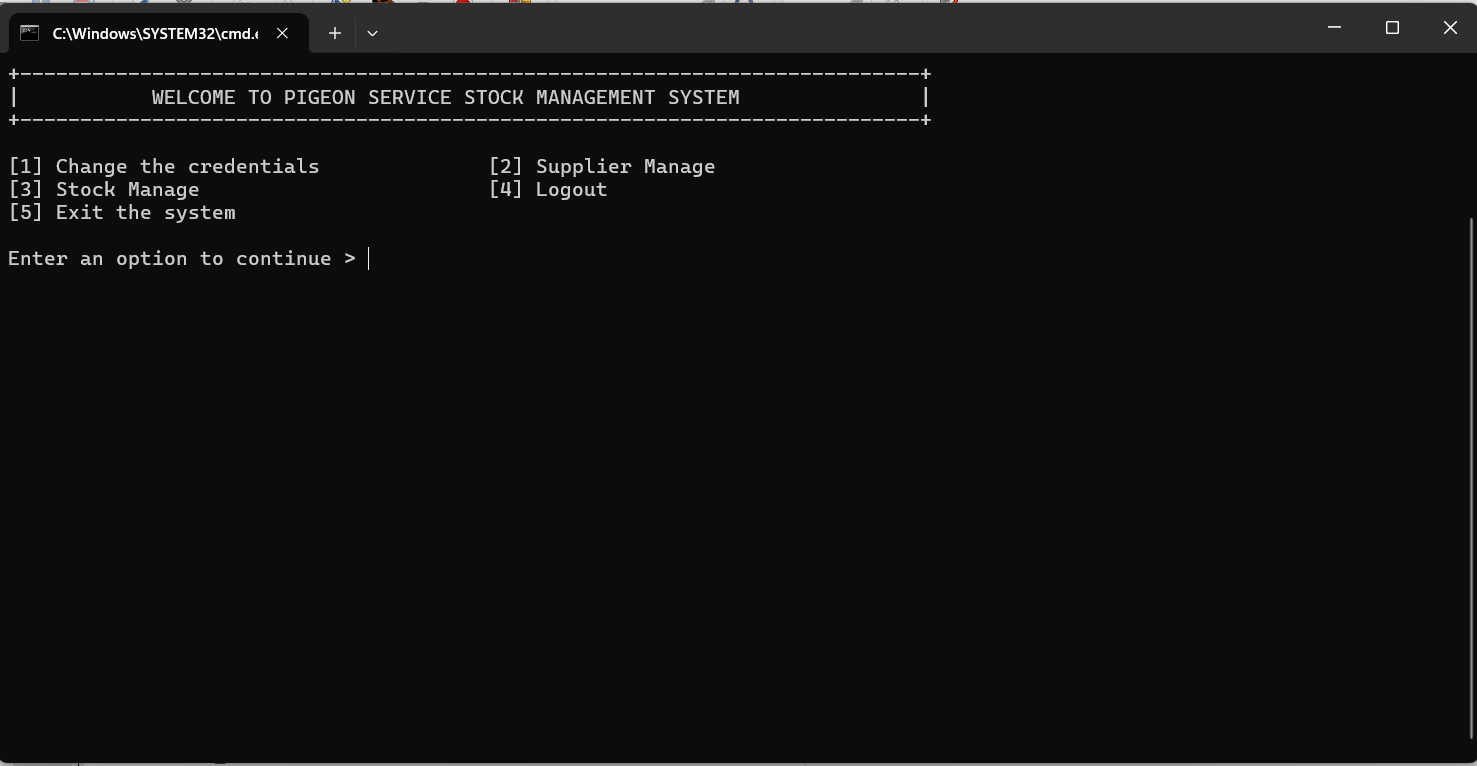 C:\Windows\SYSTEM32\cmd.e
+---------------------------------------------------------------------------+
|           WELCOME TO PIGEON SERVICE STOCK MANAGEMENT SYSTEM               |
+---------------------------------------------------------------------------+
[1] Change the credentials              [2] Supplier Manage
[3] Stock Manage                        [4] Logout
[5] Exit the system
Enter an option to continue >